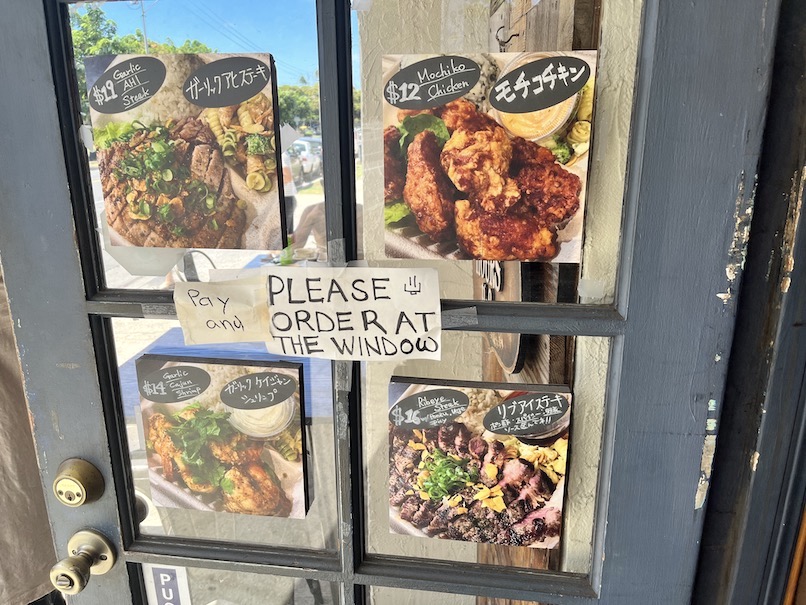 $19
Garlic
AHI
Steak
ガーリックアヒステーキ
$12
Mochiko
Chicken
モチコチキン
Pay
and
PLEASE
ORDER AT
THE WINDOW
$14
Garlic
Cajun
Shrimp
ガーリックケイジャン
シュリンプ
$16
Ribeye
Steak
リブアイステーキ
PU